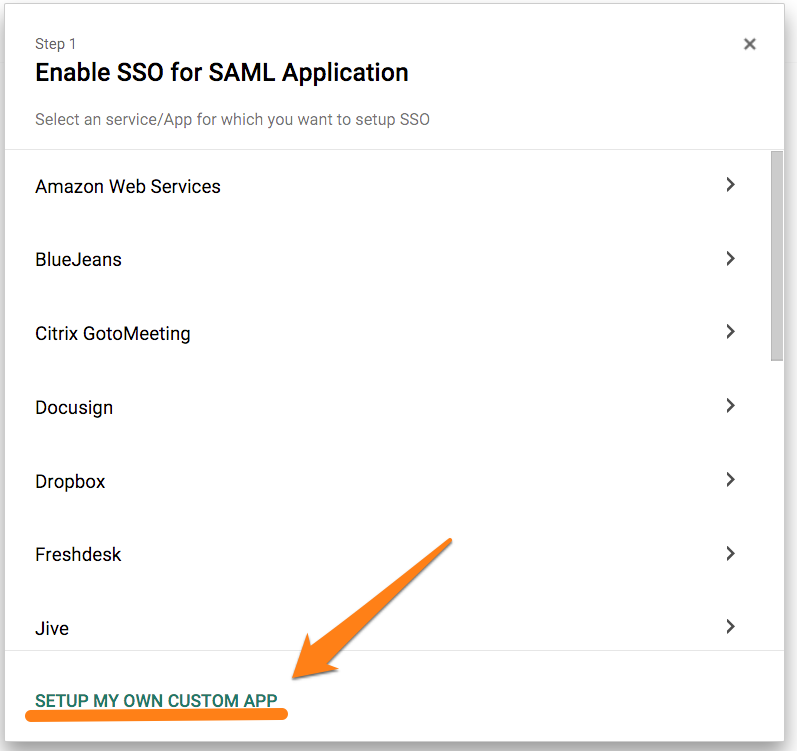 Step 1
Enable SSO for SAML Application
Select an service/App for which you want to setup SSO
Amazon Web Services
BlueJeans
Citrix GotoMeeting
Docusign
Dropbox
Freshdesk
Jive
SETUP MY OWN CUSTOM APP